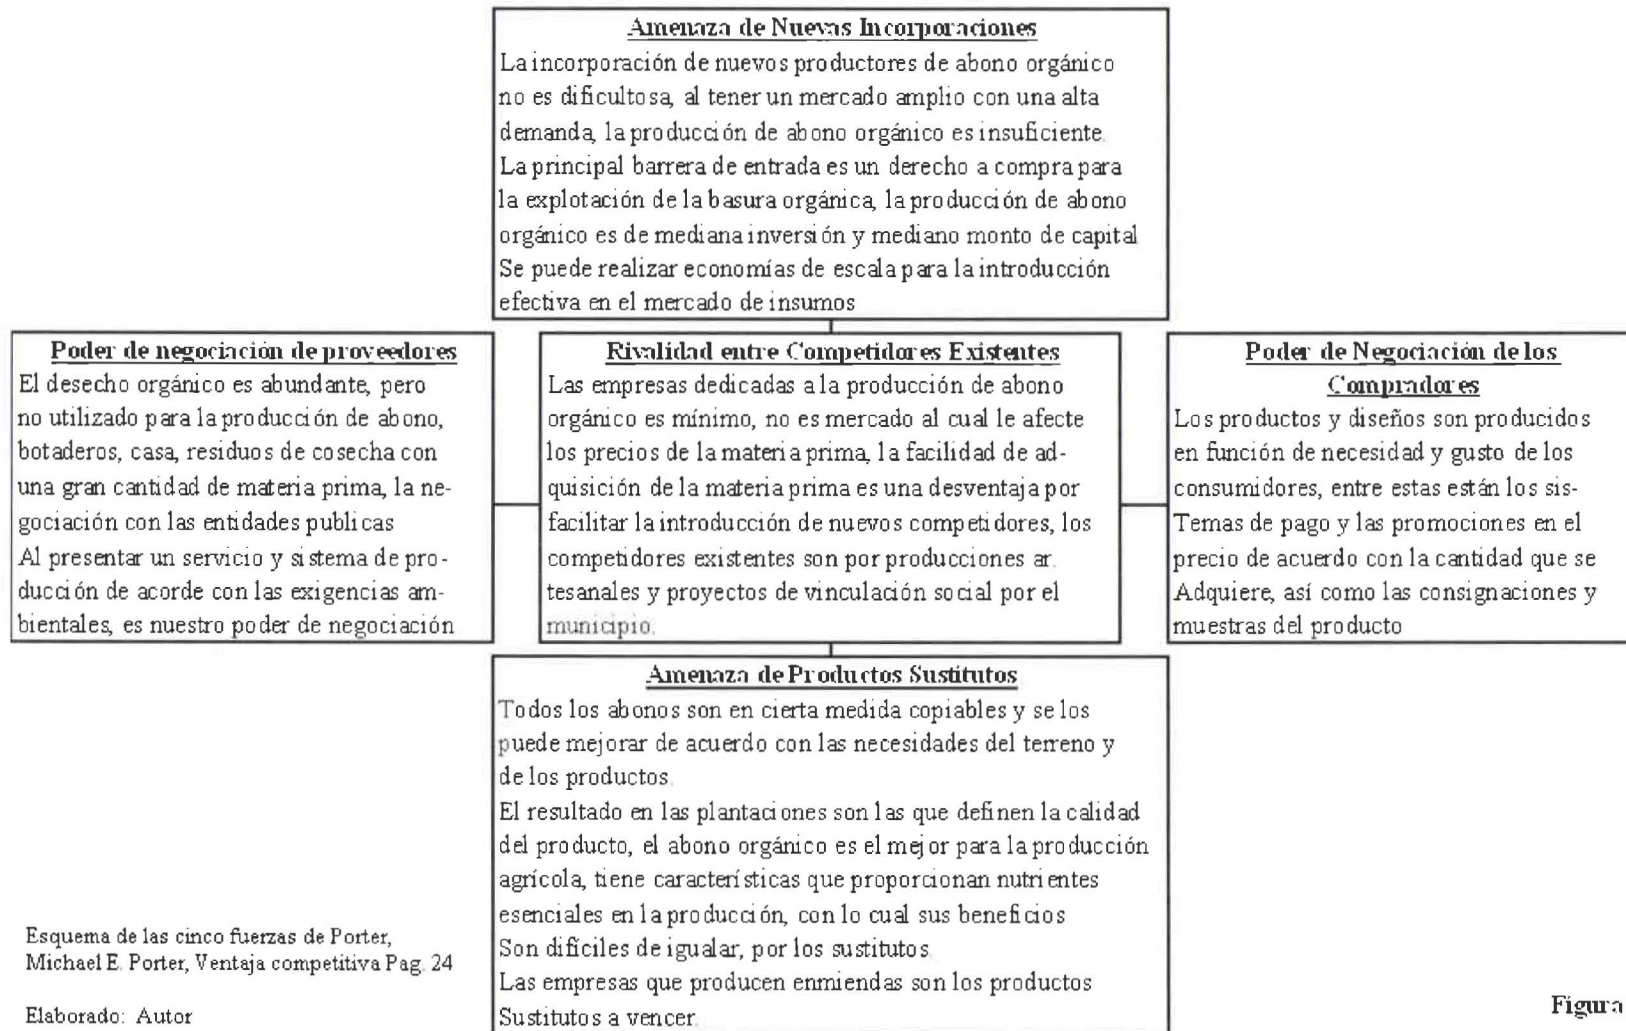 Amenaza de Nuevas Incorporaciones
La incorporación de nuevos productores de abono orgánico
no es dificultosa, al tener un mercado amplio con una alta
demanda, la producción de abono orgánico es insuficiente.
La principal barrera de entrada es un derecho a compra para
la explotación de la basura orgánica, la producción de abono
orgánico es de mediana inversión y mediano monto de capital
Se puede realizar economías de escala para la introducción
efectiva en el mercado de insumos
Poder de negociación de proveedores
El desecho orgánico es abundante, pero
no utilizado para la producción de abono,
botaderos, casa, residuos de cosecha con
una gran cantidad de materia prima, la ne-
gociación con las entidades publicas
Al presentar un servicio y sistema de pro-
ducción de acorde con las exigencias am-
bientales, es nuestro poder de negociación
Rivalidad entre Competidores Existentes
Las empresas dedicadas a la producción de abono
orgánico es mínimo, no es mercado al cual le afecte
los precios de la materia prima, la facilidad de ad-
quisición de la materia prima es una desventaja por
facilitar la introducción de nuevos competidores, los
competidores existentes son por producciones ar.
tesanales y proyectos de vinculación social por el
municipio.
Poder de Negociación de los
Compradores
Los productos y diseños son producidos
en función de necesidad y gusto de los
consumidores, entre estas están los sis-
Temas de pago y las promociones en el
precio de acuerdo con la cantidad que se
Adquiere, así como las consignaciones y
muestras del producto
Amenaza de Productos Sustitutos
Todos los abonos son en cierta medida copiables y se los
puede mejorar de acuerdo con las necesidades del terreno y
de los productos.
El resultado en las plantaciones son las que definen la calidad
del producto, el abono orgánico es el mejor para la producción
agrícola, tiene características que proporcionan nutrientes
esenciales en la producción, con lo cual sus beneficios
Son difíciles de igualar, por los sustitutos.
Las empresas que producen enmiendas son los productos
Sustitutos a vencer.
Esquema de las cinco fuerzas de Porter,
Michael E. Porter, Ventaja competitiva Pag. 24
Elaborado: Autor
Figura